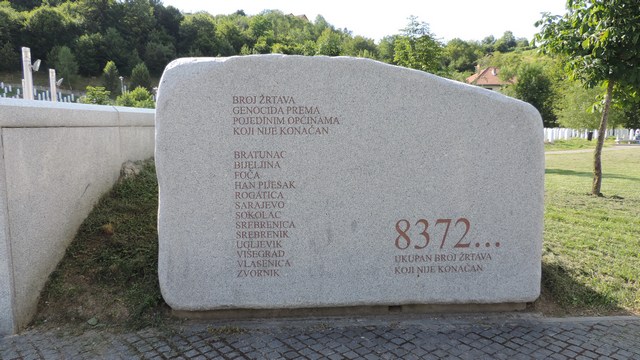 BROJ ŽRTAVA
GENOCIDA PREMA
POJEDINIM OPĆINAMA
KOJI NIJE KONAČAN
BRATUNAC
BIJELJINA
FOČA
HAN PIJESAK
ROGATICA
SARAJEVO
SOKOLAC
SREBRENICA
SREBRENIK
UGLJEVIK
VIŠEGRAD
VLASENICA
ZVORNIK
8372...
UKUPAN BROJ ŽRTAVA
KOJI NIJE KONAČAN